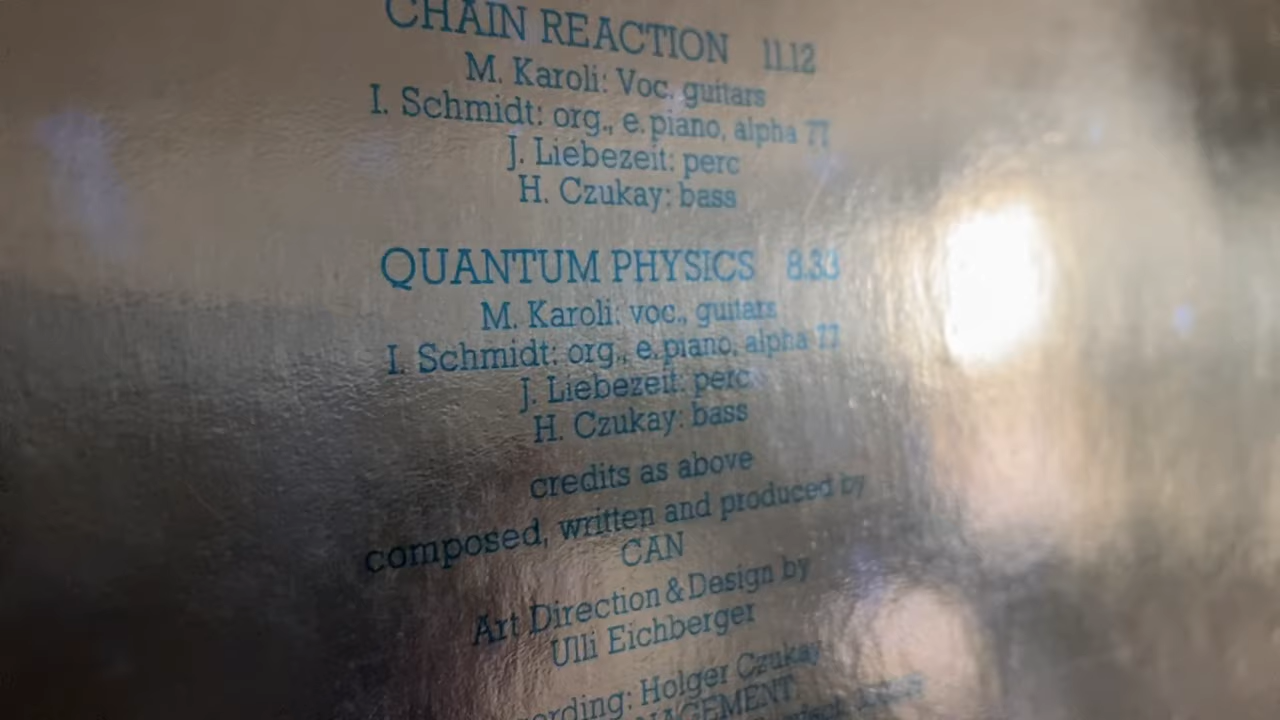 CHAIN REACTION 11.12
M. Karoli: Voc. guitars
I. Schmidt: org., e. piano, alpha 77
J. Liebezeit: perc
H. Czukay: bass
QUANTUM PHYSICS 8.33
M. Karoli: voc., guitars
I. Schmidt: org., e. piano, alpha 77
J. Liebezeit: perc
H. Czukay: bass
credits as above
composed, written and produced by
CAN
Art Direction & Design by
Ulli Eichberger
ording: Holger Czukay
NAGEMENT: